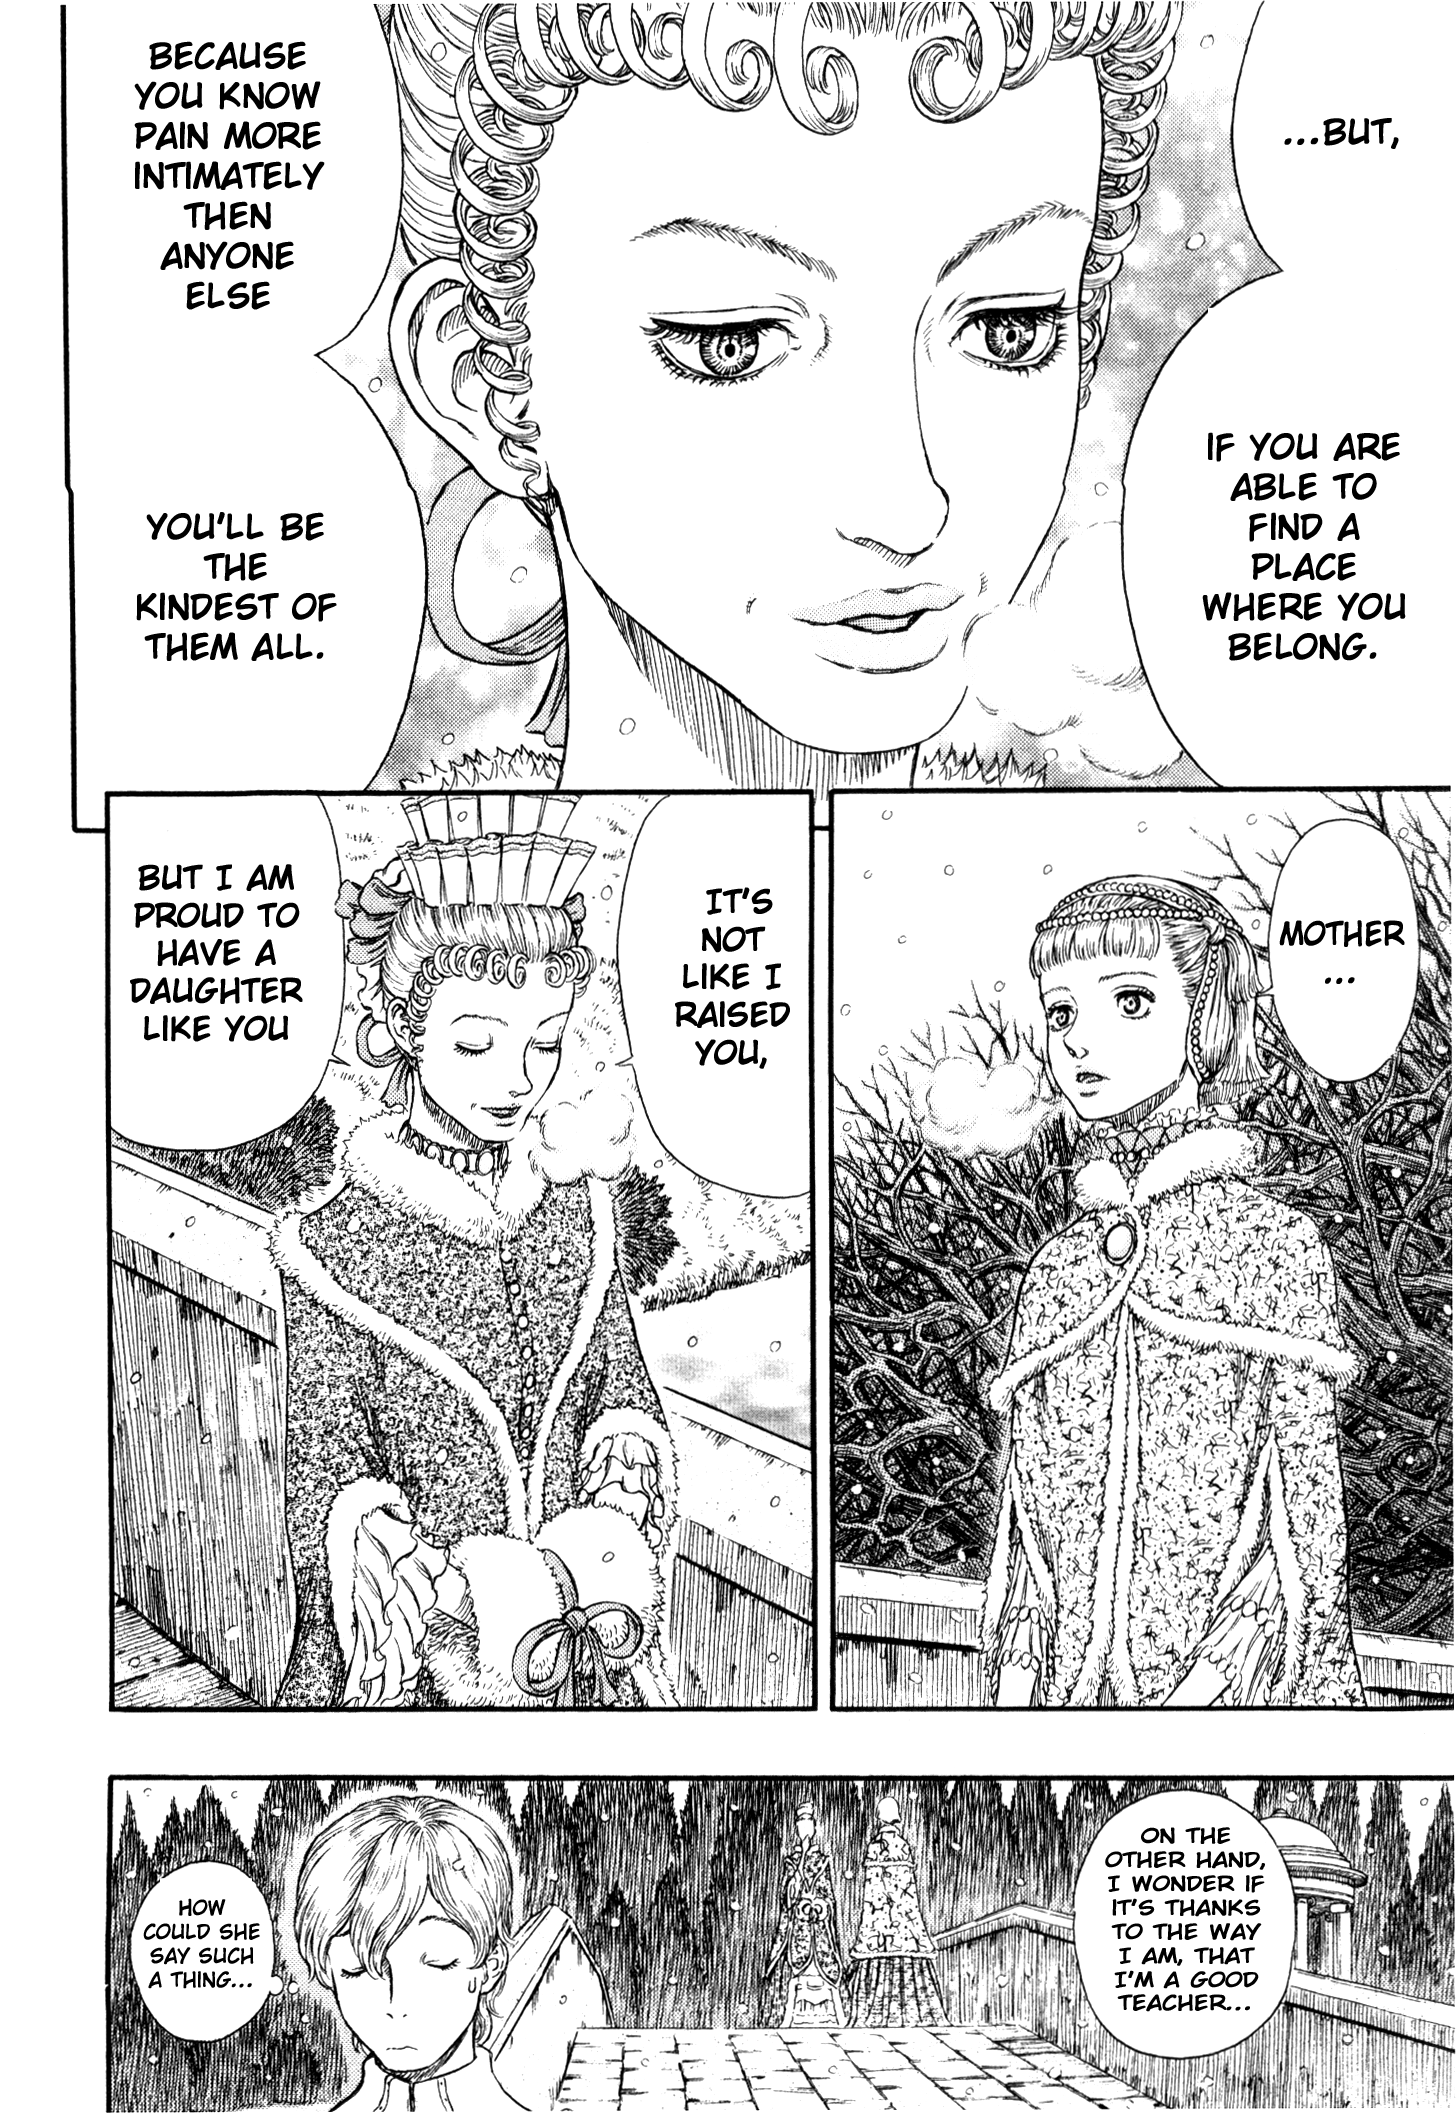 ...BUT,
IF YOU ARE
ABLE TO
FIND A
PLACE
WHERE YOU
BELONG.
BECAUSE
YOU KNOW
PAIN MORE
INTIMATELY
THEN
ANYONE
ELSE
YOU'LL BE
THE
KINDEST OF
THEM ALL.
MOTHER
...
IT'S
NOT
LIKE I
RAISED
YOU,
BUT I AM
PROUD TO
HAVE A
DAUGHTER
LIKE YOU
ON THE
OTHER HAND,
I WONDER IF
IT'S THANKS
TO THE WAY
I AM, THAT
I'M A GOOD
TEACHER...
HOW
COULD SHE
SAY SUCH
A THING...